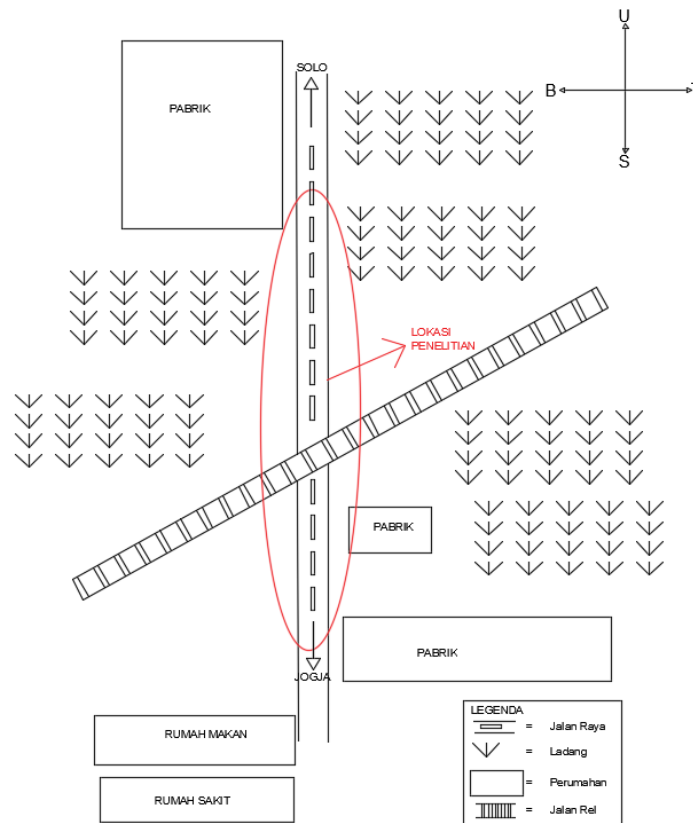 U
SOLO
B
PABRIK
S
LOKASI
PENELITIAN
PABRIK
PABRIK
JOGJA
RUMAH MAKAN
RUMAH SAKIT
LEGENDA
= Jalan Raya
= Ladang
= Perumahan
= Jalan Rel